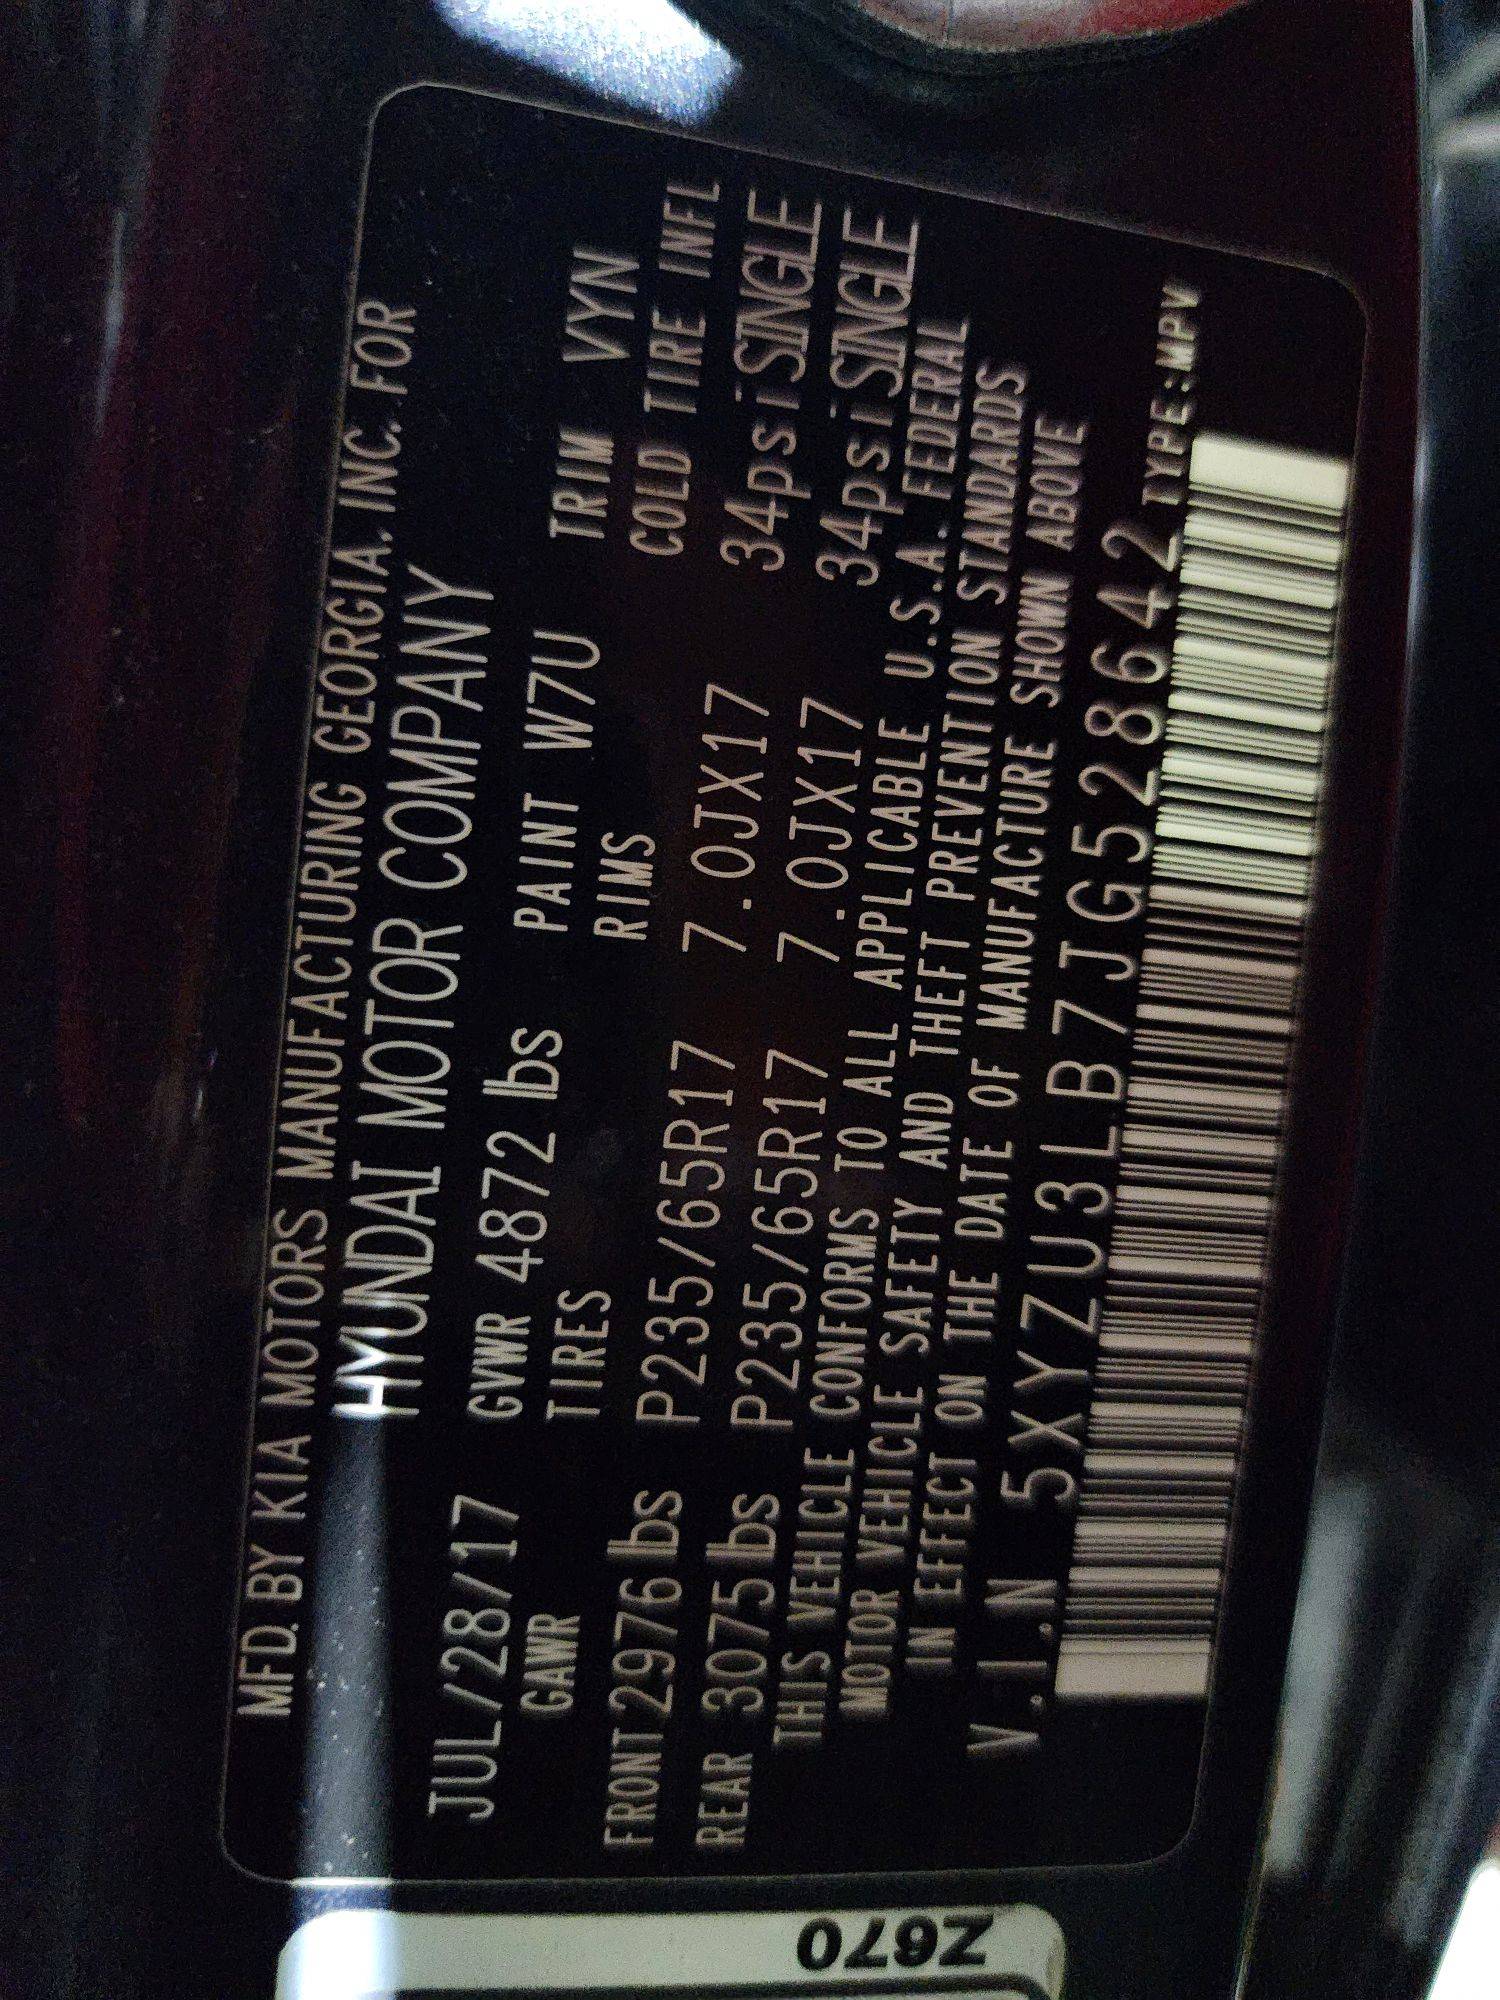 MFD. BY KIA MOTORS MANUFACTURING GEORGIA, INC. FOR
HYUNDAI MOTOR COMPANY
JUL/28/17 GVWR 4872 lbs PAINT W7U TRIM VYN
GAWR TIRES RIMS COLD TIRE INFL
FRONT 2976 lbs P235/65R17 7.0JX17 34psi SINGLE
REAR 3075 lbs P235/65R17 7.0JX17 34psi SINGLE
THIS VEHICLE CONFORMS TO ALL APPLICABLE U.S.A. FEDERAL
MOTOR VEHICLE SAFETY AND THEFT PREVENTION STANDARDS
IN EFFECT ON THE DATE OF MANUFACTURE SHOWN ABOVE
V.I.N 5XYZU3LB7JG528642 TYPE:MPV
Z670